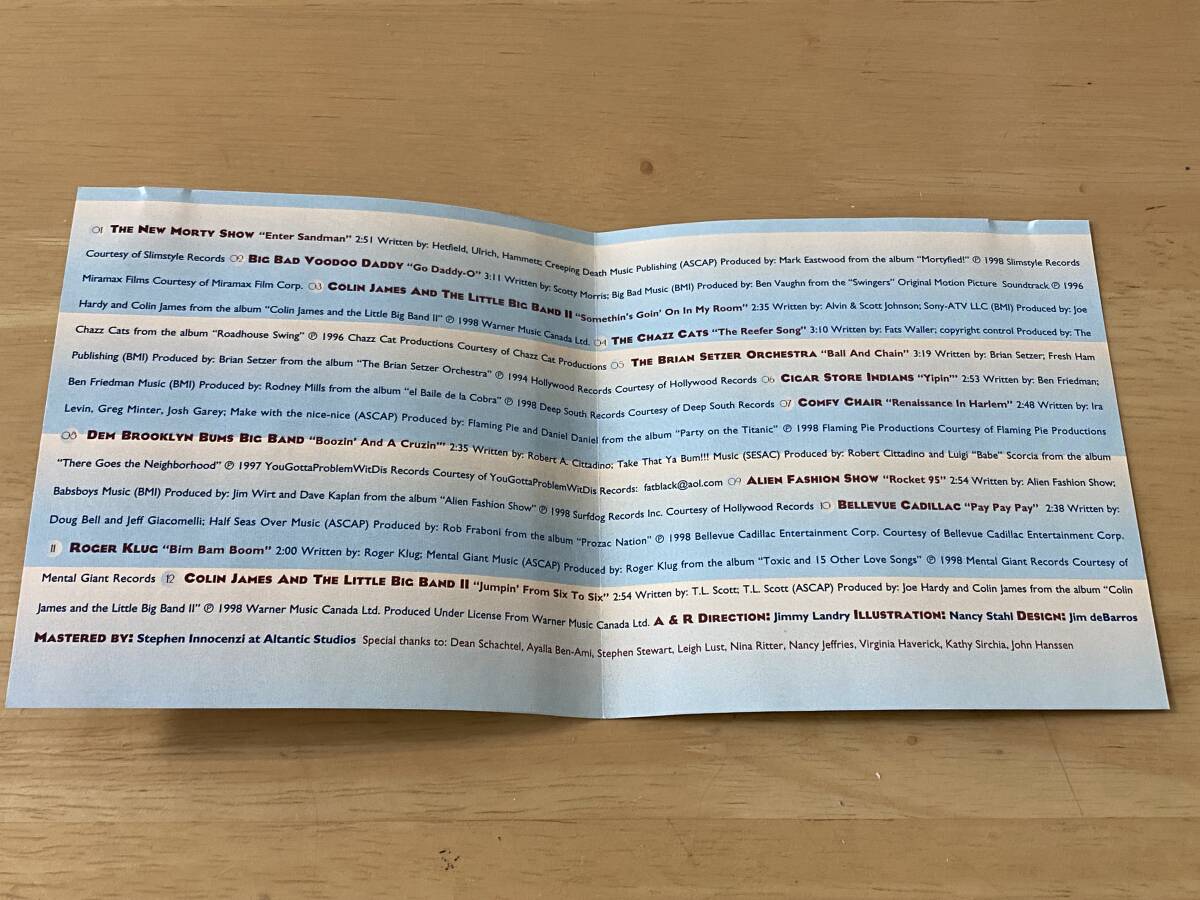 01 THE NEW MORTY SHOW "Enter Sandman" 2:51 Written by: Hetfield, Ulrich, Hammett; Creeping Death Music Publishing (ASCAP) Produced by: Mark Eastwood from the album "Mortyfied!" ℗ 1998 Slimstyle Records
Courtesy of Slimstyle Records 02 BIG BAD VOODOO DADDY "Go Daddy-O" 3:11 Written by: Scotty Morris; Big Bad Music (BMI) Produced by: Ben Vaughn from the "Swingers" Original Motion Picture Soundtrack ℗ 1996
Miramax Films Courtesy of Miramax Film Corp. 03 COLIN JAMES AND THE LITTLE BIG BAND II "Somethin's Goin' On In My Room" 2:35 Written by: Alvin & Scott Johnson; Sony-ATV LLC (BMI) Produced by: Joe
Hardy and Colin James from the album "Colin James and the Little Big Band II" ℗ 1998 Warner Music Canada Ltd. 04 THE CHAZZ CATS "The Reefer Song" 3:10 Written by: Fats Waller; copyright control Produced by: The
Chazz Cats from the album "Roadhouse Swing" ℗ 1996 Chazz Cat Productions Courtesy of Chazz Cat Productions 05 THE BRIAN SETZER ORCHESTRA "Ball And Chain" 3:19 Written by: Brian Setzer; Fresh Ham
Publishing (BMI) Produced by: Brian Setzer from the album "The Brian Setzer Orchestra" ℗ 1994 Hollywood Records Courtesy of Hollywood Records 06 CIGAR STORE INDIANS "Yipin'" 2:53 Written by: Ben Friedman;
Ben Friedman Music (BMI) Produced by: Rodney Mills from the album "el Baile de la Cobra" ℗ 1998 Deep South Records Courtesy of Deep South Records 07 COMFY CHAIR "Renaissance In Harlem" 2:48 Written by: Ira
Levin, Greg Minter, Josh Garey; Make with the nice-nice (ASCAP) Produced by: Flaming Pie and Daniel Daniel from the album "Party on the Titanic" ℗ 1998 Flaming Pie Productions Courtesy of Flaming Pie Productions
08 DEM BROOKLYN BUMS BIG BAND "Boozin' And A Cruzin'" 2:35 Written by: Robert A. Cittadino; Take That Ya Bum!!! Music (SESAC) Produced by: Robert Cittadino and Luigi "Babe" Scorcia from the album
"There Goes the Neighborhood" ℗ 1997 YouGottaProblemWitDis Records Courtesy of YouGottaProblemWitDis Records: fatblack@aol.com 09 ALIEN FASHION SHOW "Rocket 95" 2:54 Written by: Alien Fashion Show;
Babsboys Music (BMI) Produced by: Jim Wirt and Dave Kaplan from the album "Alien Fashion Show" ℗ 1998 Surfdog Records Inc. Courtesy of Hollywood Records 10 BELLEVUE CADILLAC "Pay Pay Pay" 2:38 Written by:
Doug Bell and Jeff Giacomelli; Half Seas Over Music (ASCAP) Produced by: Rob Fraboni from the album "Prozac Nation" ℗ 1998 Bellevue Cadillac Entertainment Corp. Courtesy of Bellevue Cadillac Entertainment Corp.
11 ROGER KLUG "Bim Bam Boom" 2:00 Written by: Roger Klug; Mental Giant Music (ASCAP) Produced by: Roger Klug from the album "Toxic and 15 Other Love Songs" ℗ 1998 Mental Giant Records Courtesy of
Mental Giant Records 12 COLIN JAMES AND THE LITTLE BIG BAND II "Jumpin' From Six To Six" 2:54 Written by: T.L. Scott; T.L. Scott (ASCAP) Produced by: Joe Hardy and Colin James from the album "Colin
James and the Little Big Band II" ℗ 1998 Warner Music Canada Ltd. Produced Under License From Warner Music Canada Ltd. A & R DIRECTION: Jimmy Landry ILLUSTRATION: Nancy Stahl DESIGN: Jim deBarros
MASTERED BY: Stephen Innocenzi at Altantic Studios Special thanks to: Dean Schachtel, Ayalla Ben-Ami, Stephen Stewart, Leigh Lust, Nina Ritter, Nancy Jeffries, Virginia Haverick, Kathy Sirchia, John Hanssen